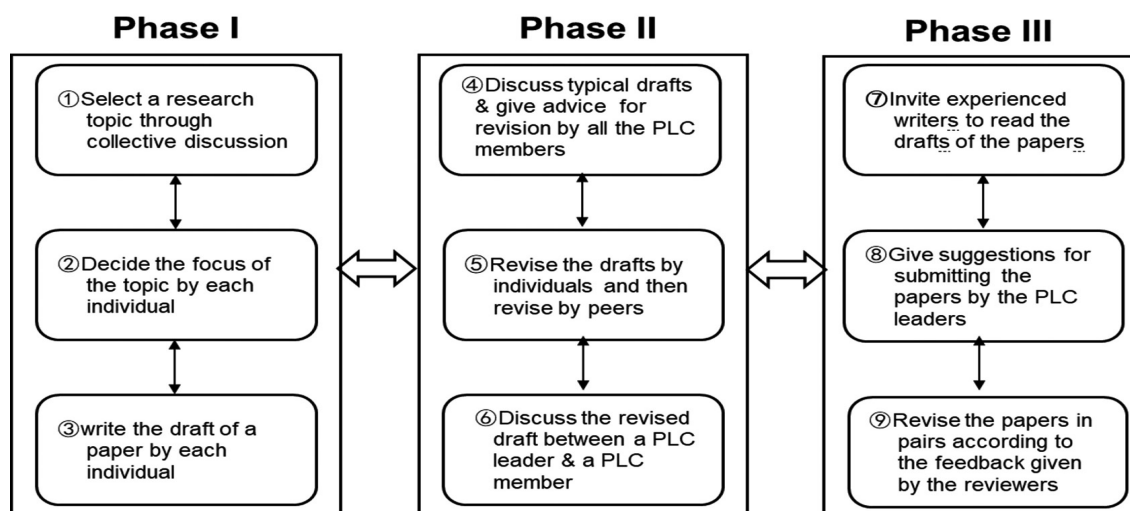 Phase I
①Select a research
topic through
collective discussion
②Decide the focus of
the topic by each
individual
③write the draft of a
paper by each
individual
Phase II
④Discuss typical drafts
& give advice for
revision by all the PLC
members
⑤Revise the drafts by
individuals and then
revise by peers
⑥Discuss the revised
draft between a PLC
leader & a PLC
member
Phase III
⑦Invite experienced
writers to read the
drafts of the papers
⑧Give suggestions for
submitting the
papers by the PLC
leaders
⑨Revise the papers in
pairs according to
the feedback given
by the reviewers